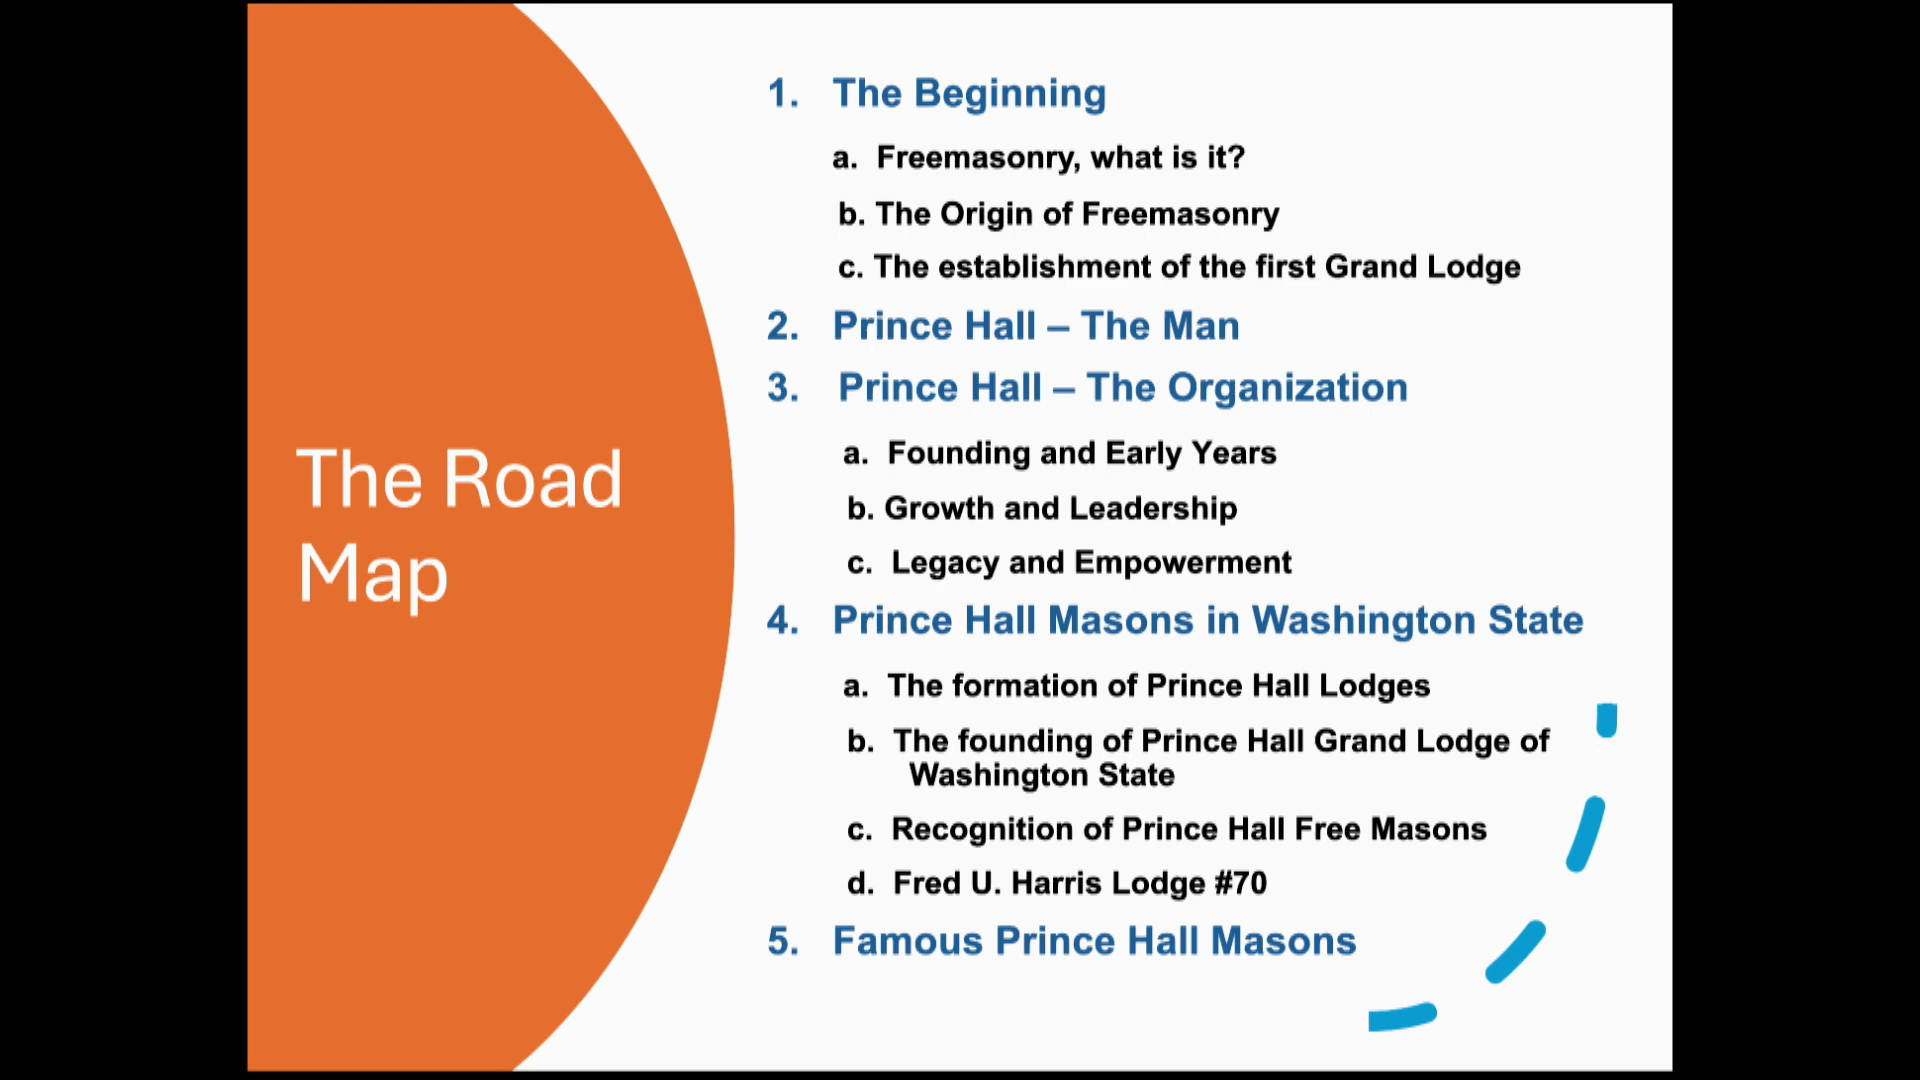 The Road
Map
1. The Beginning
a. Freemasonry, what is it?
b. The Origin of Freemasonry
c. The establishment of the first Grand Lodge
2. Prince Hall – The Man
3. Prince Hall – The Organization
a. Founding and Early Years
b. Growth and Leadership
c. Legacy and Empowerment
4. Prince Hall Masons in Washington State
a. The formation of Prince Hall Lodges
b. The founding of Prince Hall Grand Lodge of
Washington State
c. Recognition of Prince Hall Free Masons
d. Fred U. Harris Lodge #70
5. Famous Prince Hall Masons